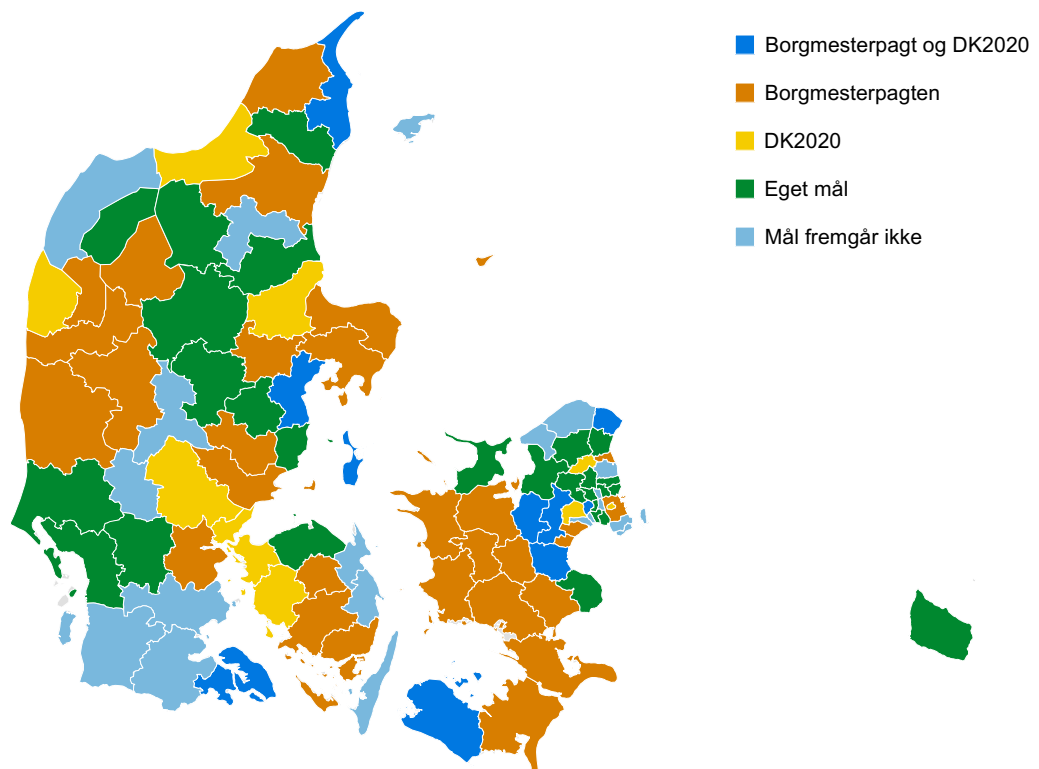 Borgmesterpagt og DK2020
Borgmesterpagten
DK2020
Eget mål
Mål fremgår ikke